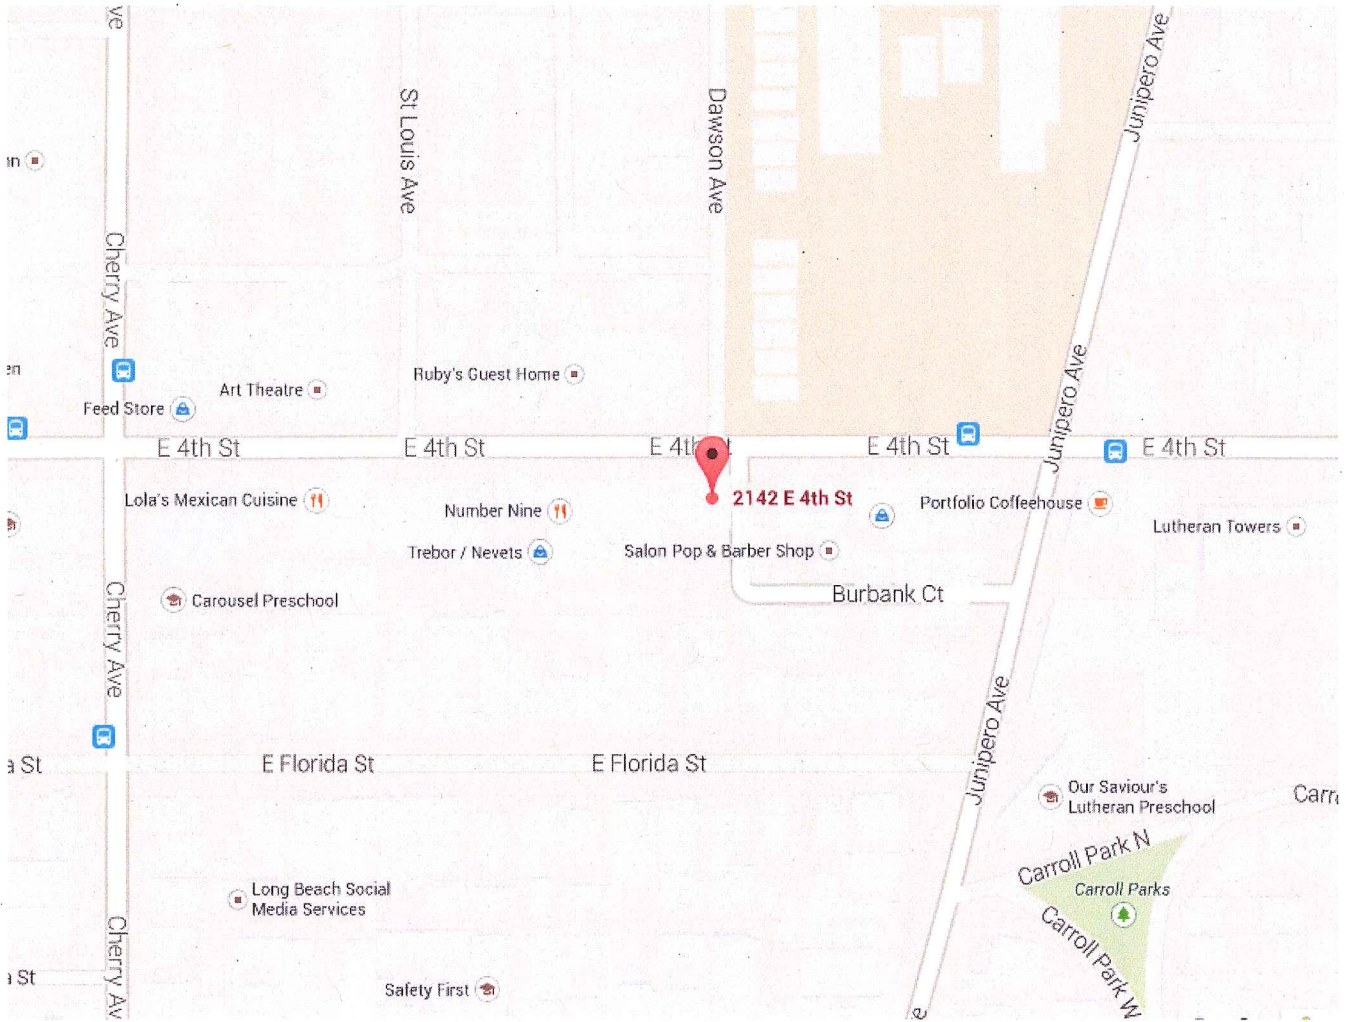 ve
St Louis Ave
Dawson Ave
Junipero Ave
Cherry Ave
Art Theatre
Ruby's Guest Home
Feed Store
Junipero Ave
E 4th St
E 4th St
E 4th St
E 4th St
E 4th St
2142 E 4th St
Lola's Mexican Cuisine
Number Nine
Portfolio Coffeehouse
Lutheran Towers
Trebor / Nevets
Salon Pop & Barber Shop
Carousel Preschool
Burbank Ct
Cherry Ave
Junipero Ave
a St
E Florida St
E Florida St
Our Saviour's
Lutheran Preschool
Carr
Carroll Park N
Carroll Parks
Carroll Park W
Long Beach Social
Media Services
Cherry Av
a St
Safety First
e